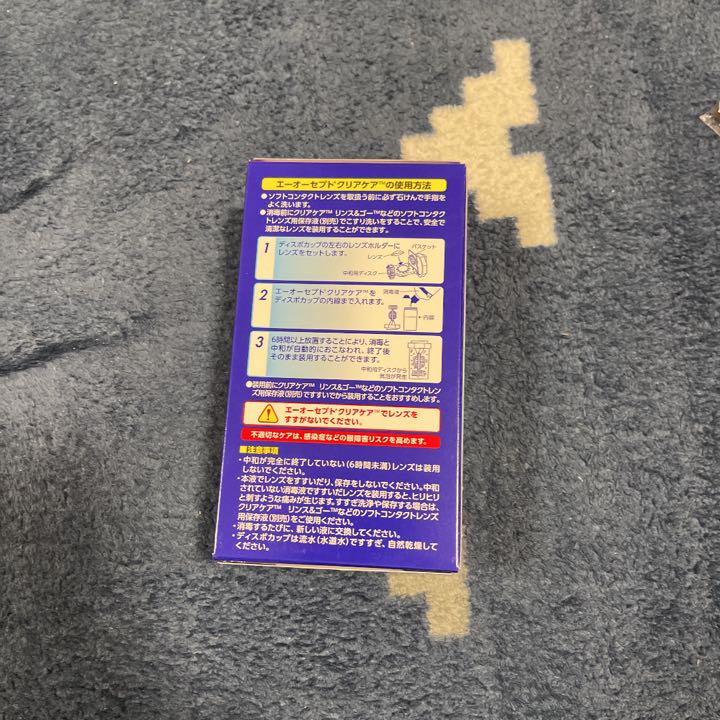 エーオーセプト®クリアケア™の使用方法
●ソフトコンタクトレンズを取扱う前に必ず石けんで手指を
よく洗います。
●消毒前にクリアケア™ リンス&ゴー™などのソフトコンタク
トレンズ用保存液(別売)でこすり洗いをすることで、安全で
清潔なレンズを装用することができます。
1 ディスポカップの左右のレンズホルダーに
レンズをセットします。
バスケット
レンズ
中和用ディスク
2 エーオーセプト®クリアケア™を
ディスポカップの内線まで入れます。
消毒液
内線
3 6時間以上放置することにより、消毒と
中和が自動的におこなわれ、終了後
そのまま装用することができます。
中和用ディスクから
気泡が発生
●装用前にクリアケア™ リンス&ゴー™などのソフトコンタクトレン
ズ用保存液(別売)ですすいでから装用することをおすすめします。
エーオーセプト®クリアケア™でレンズを
すすがないでください。
不適切なケアは、感染症などの眼障害リスクを高めます。
■注意事項
・中和が完全に終了していない(6時間未満)レンズは装用
しないでください。
・本液でレンズをすすいだり、保存をしないでください。中和
されていない消毒液ですすいだレンズを装用すると、ヒリヒリ
と刺すような痛みが生じます。すすぎ洗浄や保存する場合は、
クリアケア™ リンス&ゴー™などのソフトコンタクトレンズ
用保存液(別売)をご使用ください。
・消毒するたびに、新しい液に交換してください。
・ディスポカップは流水(水道水)ですすぎ、自然乾燥して
ください。